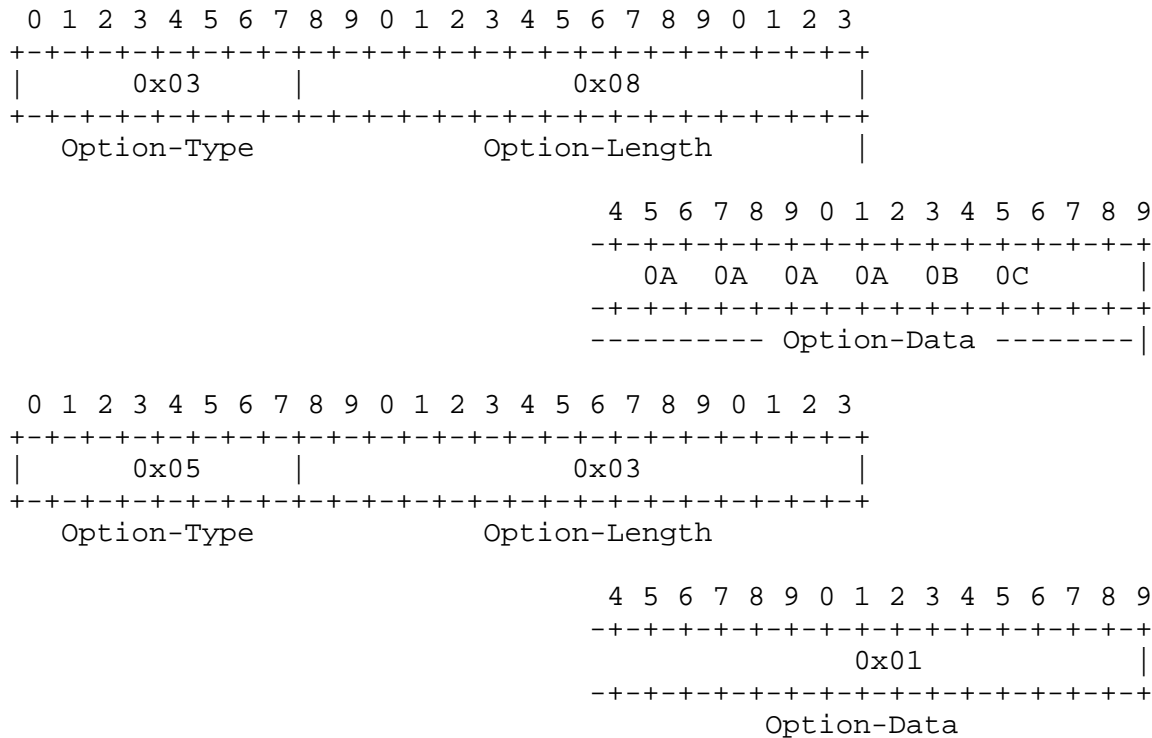 0 1 2 3 4 5 6 7 8 9 0 1 2 3 4 5 6 7 8 9 0 1 2 3
+-+-+-+-+-+-+-+-+-+-+-+-+-+-+-+-+-+-+-+-+-+-+-+-+
|      0x03     |               0x08            |
+-+-+-+-+-+-+-+-+-+-+-+-+-+-+-+-+-+-+-+-+-+-+-+-+
   Option-Type             Option-Length        |
                                  4 5 6 7 8 9 0 1 2 3 4 5 6 7 8 9
                                 -+-+-+-+-+-+-+-+-+-+-+-+-+-+-+-+
                                    0A  0A  0A  0A  0B  0C      |
                                 -+-+-+-+-+-+-+-+-+-+-+-+-+-+-+-+
                                 ---------- Option-Data --------|
 0 1 2 3 4 5 6 7 8 9 0 1 2 3 4 5 6 7 8 9 0 1 2 3
+-+-+-+-+-+-+-+-+-+-+-+-+-+-+-+-+-+-+-+-+-+-+-+-+
|      0x05     |               0x03            |
+-+-+-+-+-+-+-+-+-+-+-+-+-+-+-+-+-+-+-+-+-+-+-+-+
   Option-Type             Option-Length
                                  4 5 6 7 8 9 0 1 2 3 4 5 6 7 8 9
                                 -+-+-+-+-+-+-+-+-+-+-+-+-+-+-+-+
                                                0x01            |
                                 -+-+-+-+-+-+-+-+-+-+-+-+-+-+-+-+
                                           Option-Data